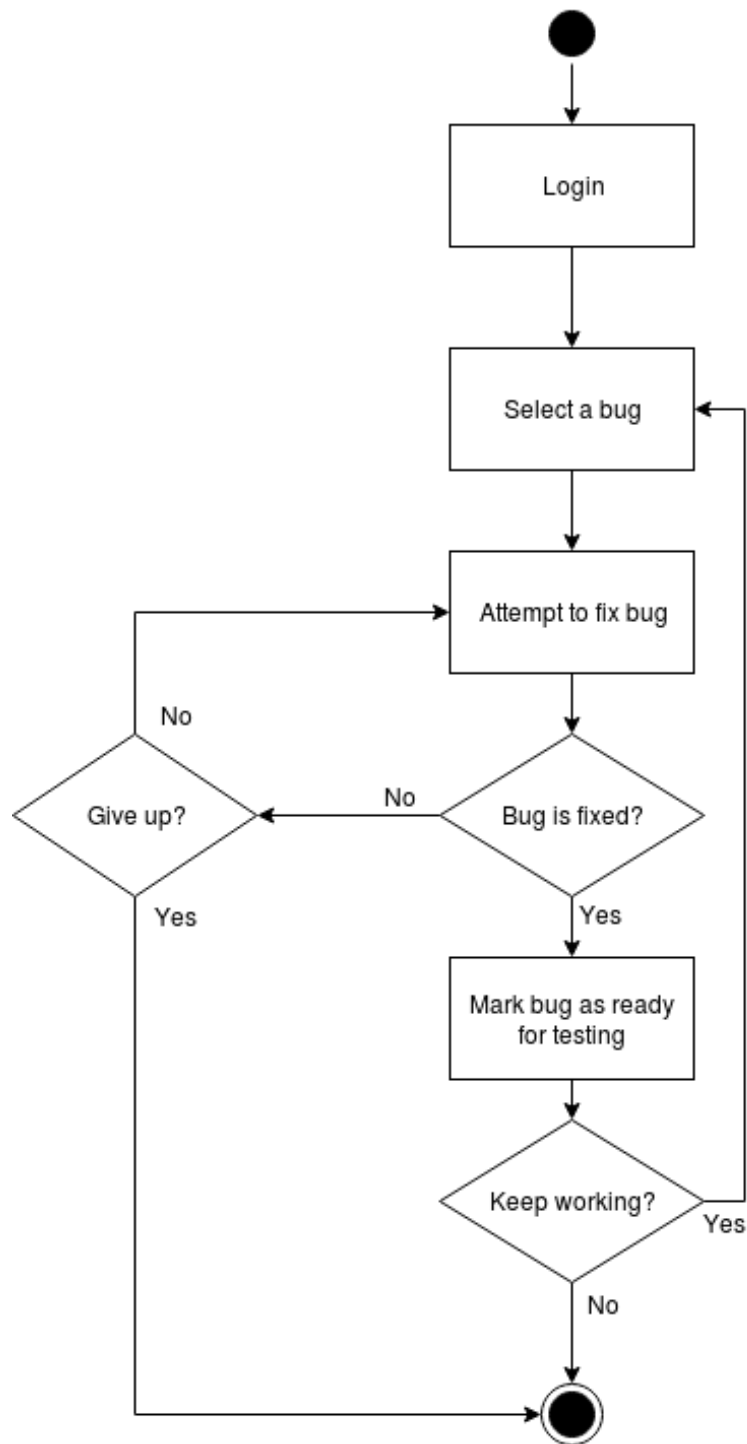 Login
Select a bug
Attempt to fix bug
No
Give up?
No
Bug is fixed?
Yes
Yes
Mark bug as ready
for testing
Keep working?
Yes
No